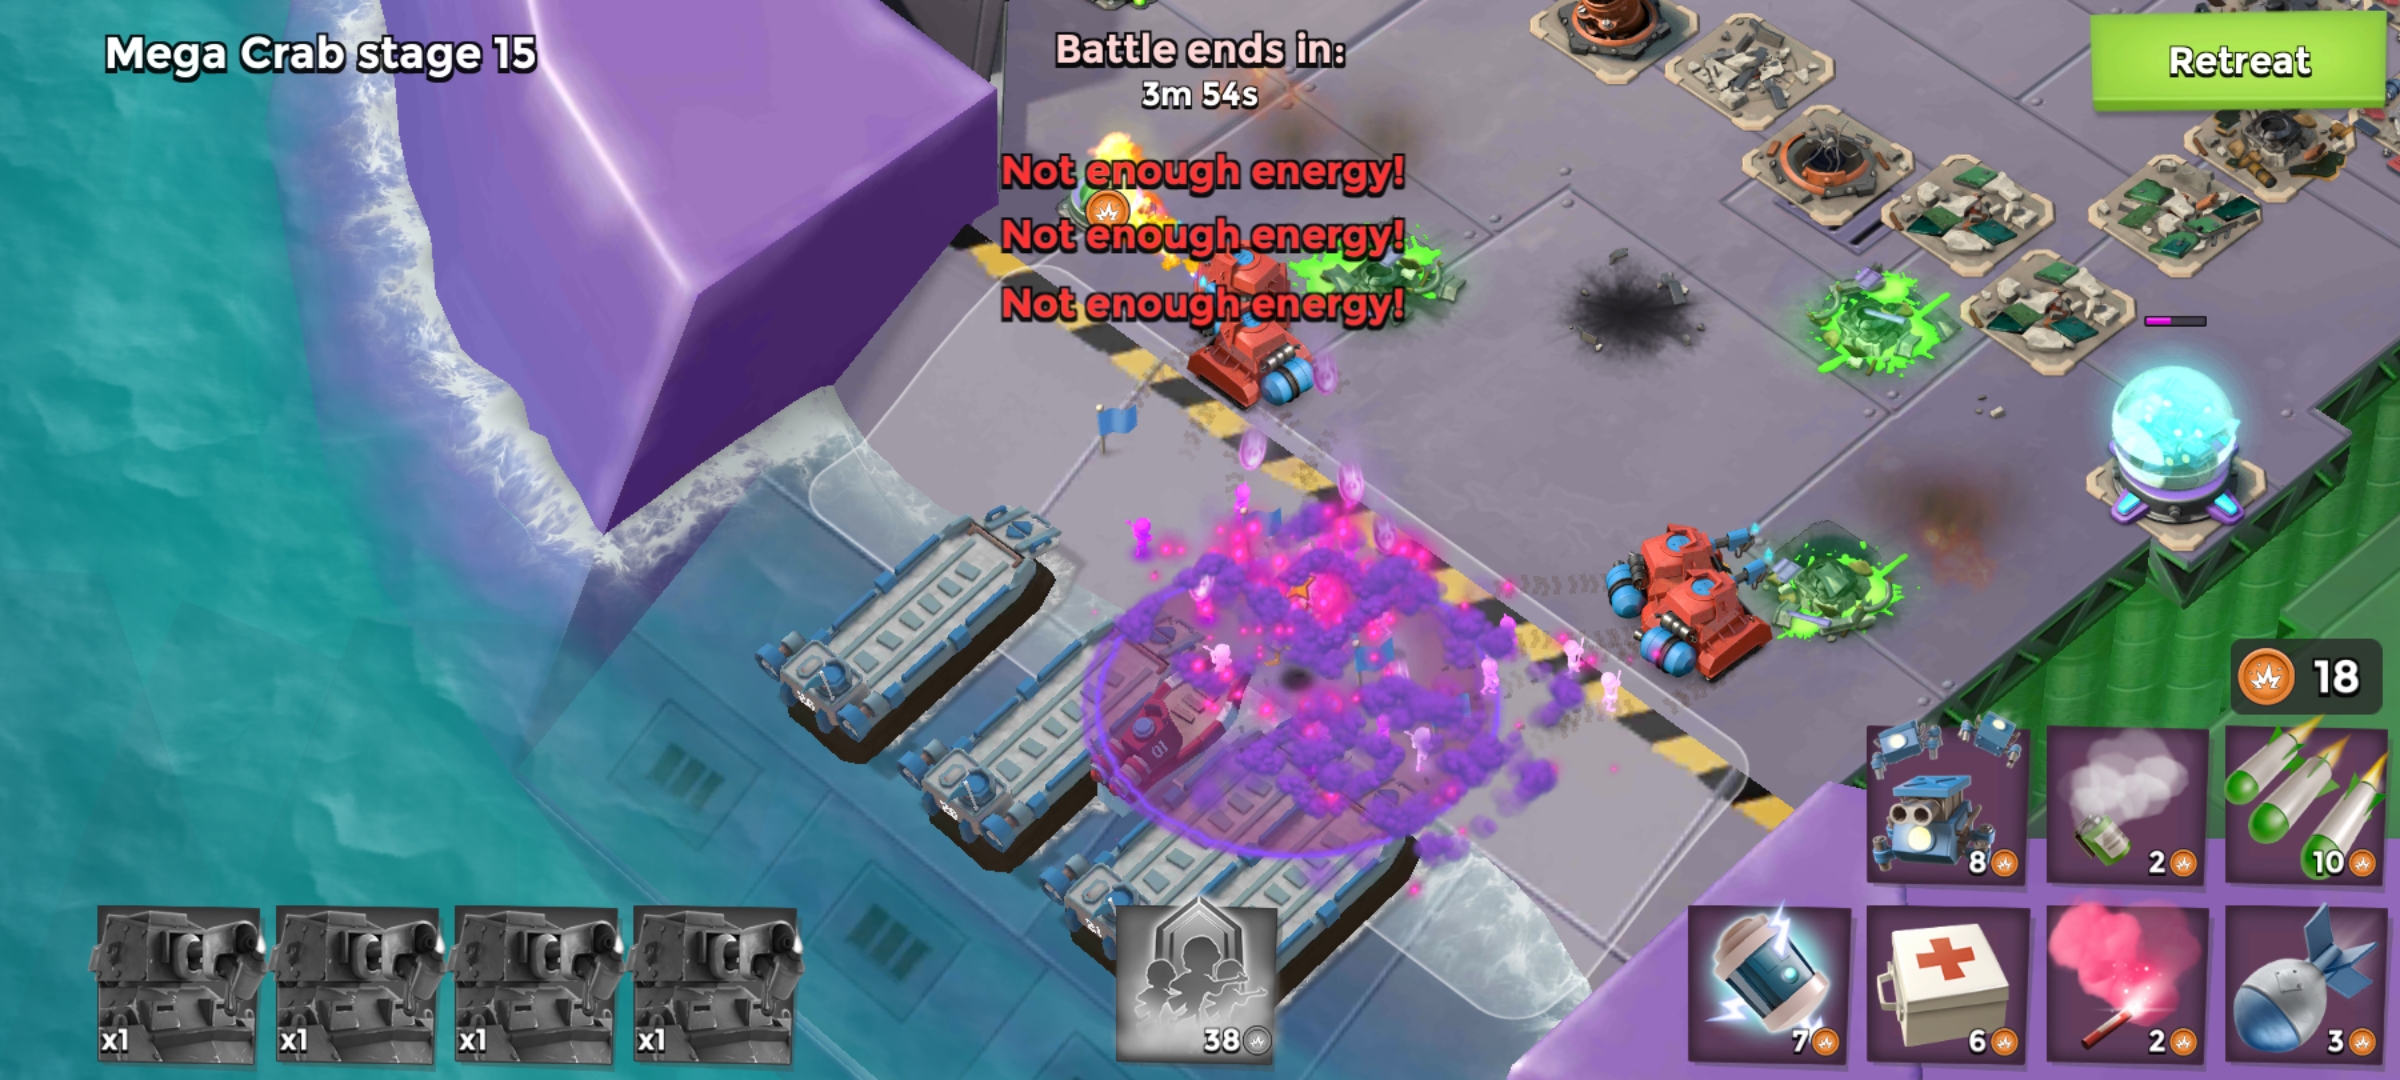 Mega Crab stage 15
Battle ends in:
3m 54s
Retreat
Not enough energy!
Not enough energy!
Not enough energy!
01
18
8
2
10
x1
x1
x1
x1
38
7
6
2
3